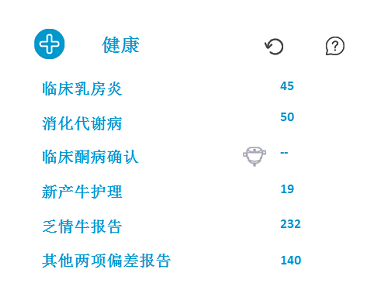 健康
临床乳房炎 45
消化代谢病 50
临床酮病确认 --
新产牛护理 19
乏情牛报告 232
其他两项偏差报告 140